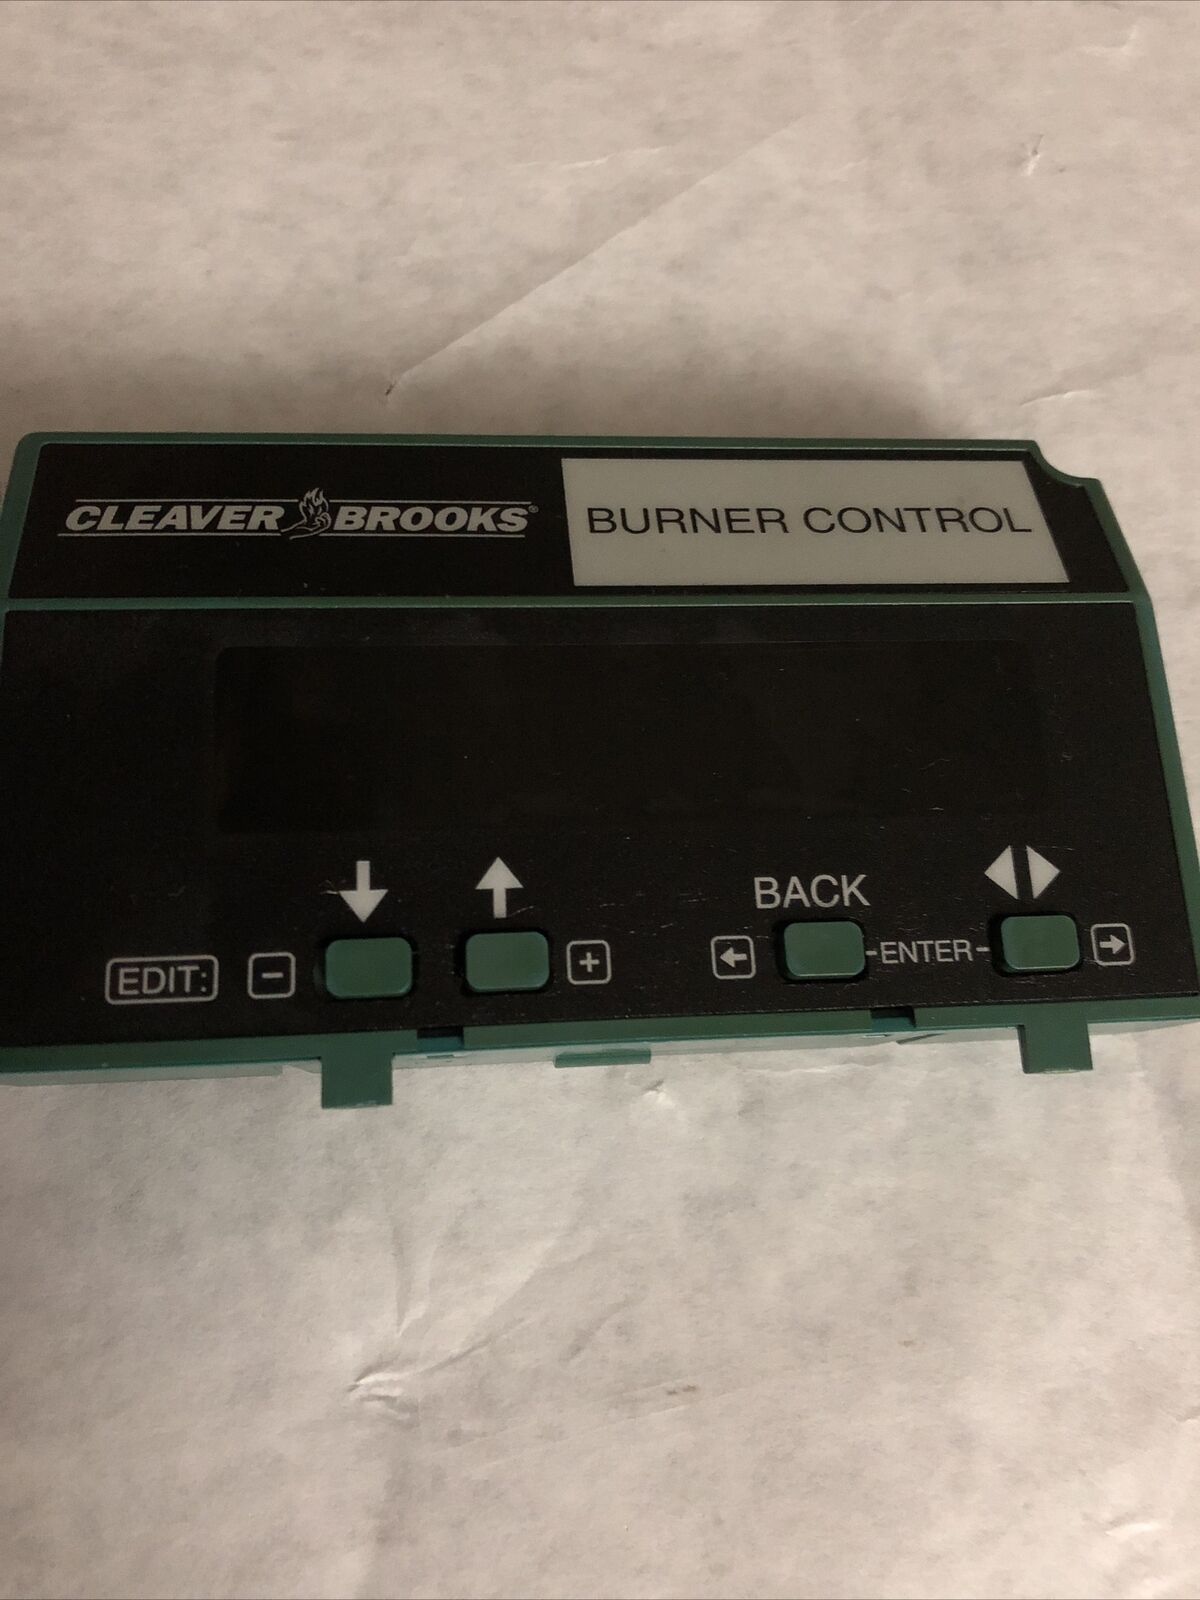 CLEAVER BROOKS®
BURNER CONTROL
BACK
EDIT: - + ← -ENTER- →